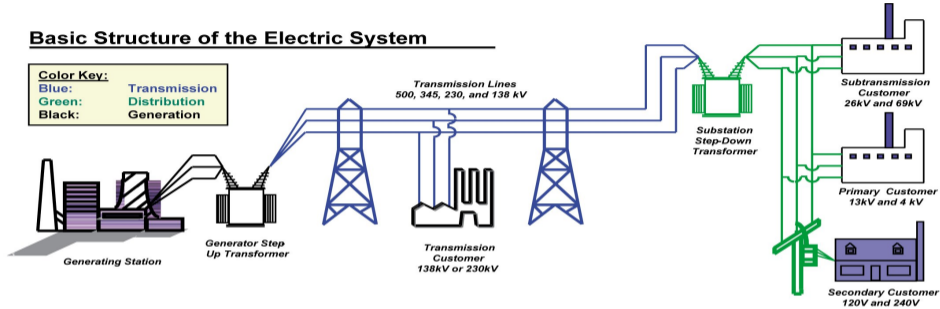 Basic Structure of the Electric System
Color Key:
Blue: Transmission
Green: Distribution
Black: Generation
Generating Station
Generator Step
Up Transformer
Transmission Lines
500, 345, 230, and 138 kV
Transmission
Customer
138kV or 230kV
Substation
Step-Down
Transformer
Subtransmission
Customer
26kV and 69kV
Primary Customer
13kV and 4 kV
Secondary Customer
120V and 240V